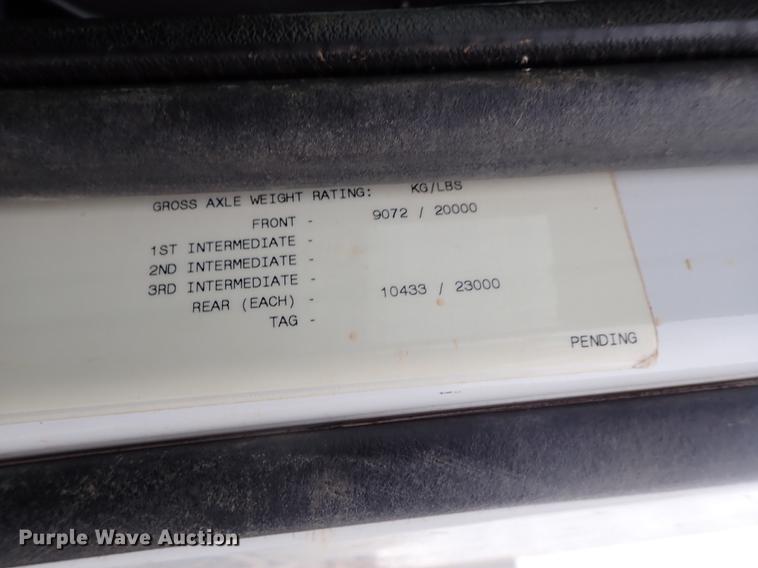 GROSS AXLE WEIGHT RATING: KG/LBS
FRONT - 9072 / 20000
1ST INTERMEDIATE -
2ND INTERMEDIATE -
3RD INTERMEDIATE -
REAR (EACH) - 10433 / 23000
TAG -
PENDING
Purple Wave Auction